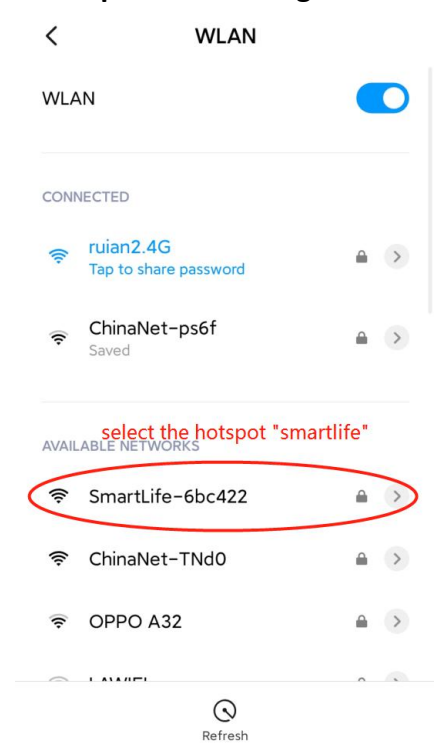 WLAN
WLAN
CONNECTED
ruian2.4G
Tap to share password
ChinaNet-ps6f
Saved
select the hotspot "smartlife"
AVAILABLE NETWORKS
SmartLife-6bc422
ChinaNet-TNd0
OPPO A32
Refresh